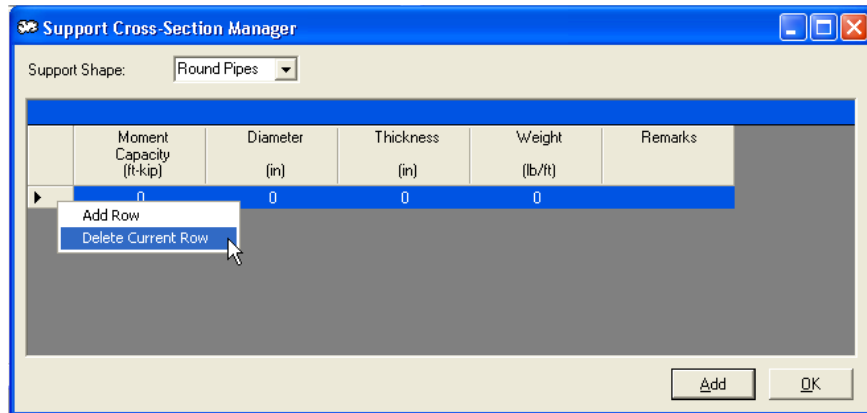 Support Cross-Section Manager
Support Shape: Round Pipes
Moment Capacity (ft-kip) Diameter (in) Thickness (in) Weight (lb/ft) Remarks
0 0 0 0
Add Row
Delete Current Row
Add OK